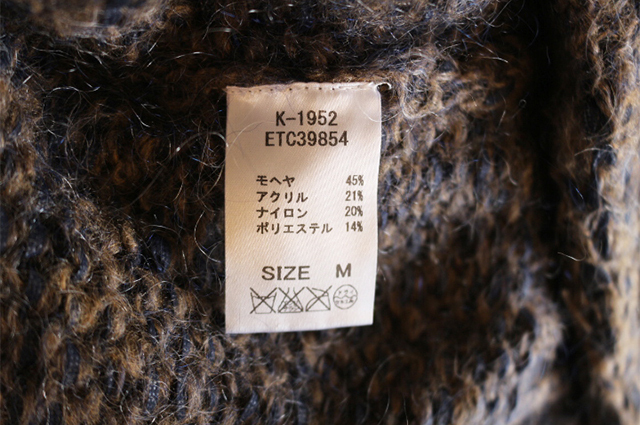 K-1952
ETC39854
モヘヤ 45%
アクリル 21%
ナイロン 20%
ポリエステル 14%
SIZE M